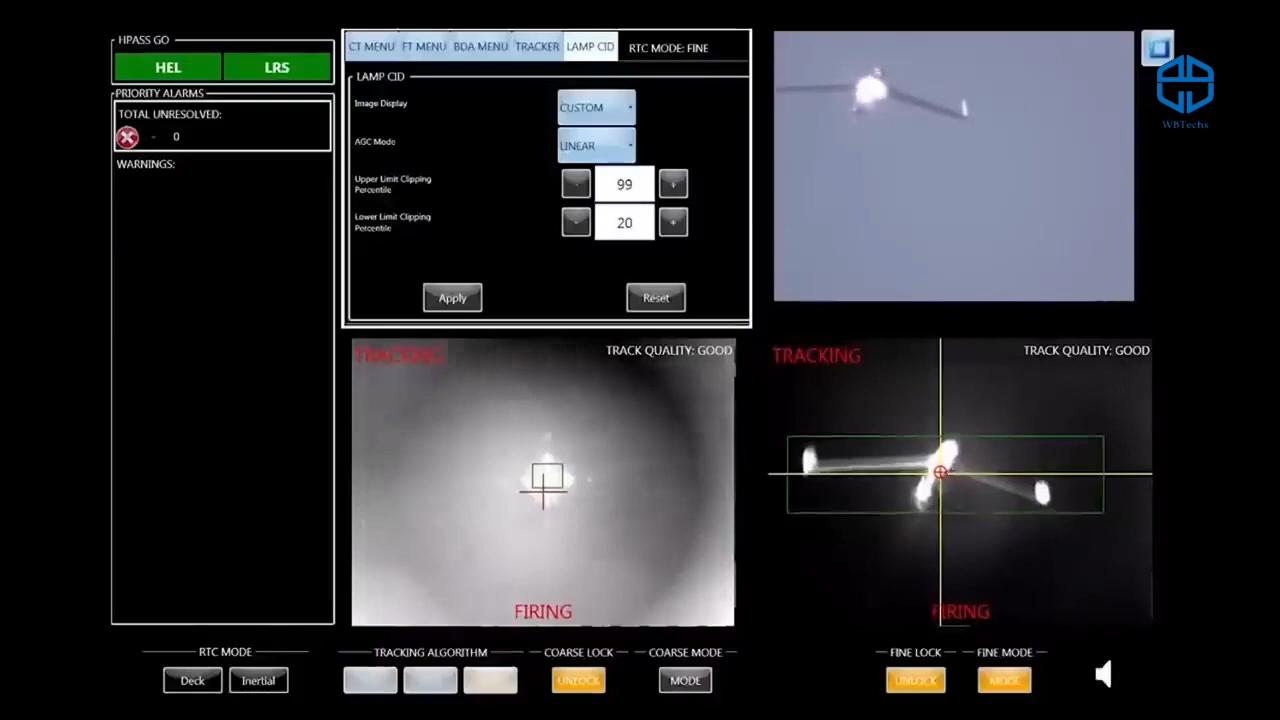 HPASS GO
HEL
LRS
PRIORITY ALARMS
TOTAL UNRESOLVED:
- 0
WARNINGS:
CT MENU
FT MENU
BDA MENU
TRACKER
LAMP CID
RTC MODE: FINE
LAMP CID
Image Display
CUSTOM
AGC Mode
LINEAR
Upper Limit Clipping
Percentile
- 99 +
Lower Limit Clipping
Percentile
- 20 +
Apply
Reset
WBTechs
TRACKING
TRACK QUALITY: GOOD
FIRING
TRACKING
TRACK QUALITY: GOOD
FIRING
RTC MODE
Deck
Inertial
TRACKING ALGORITHM
COARSE LOCK
UNLOCK
COARSE MODE
MODE
FINE LOCK
UNLOCK
FINE MODE
MODE